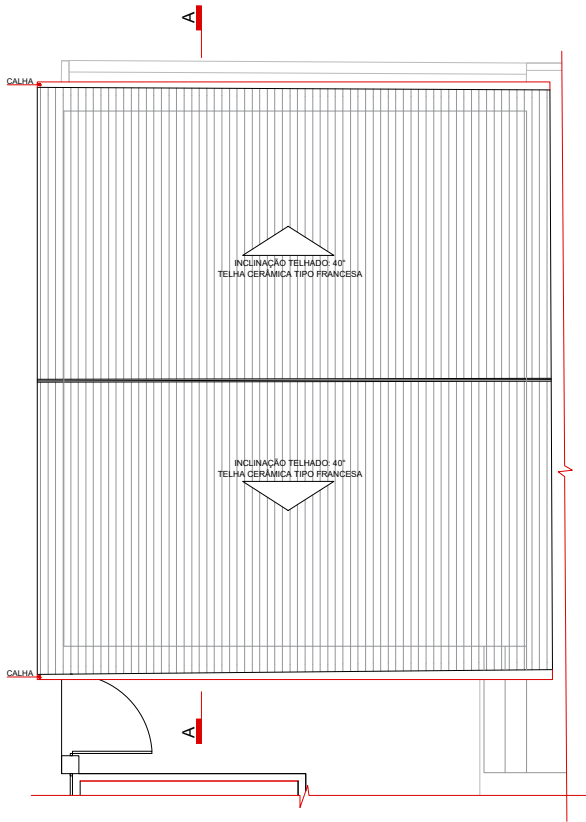 A
CALHA
INCLINAÇÃO TELHADO: 40°
TELHA CERÂMICA TIPO FRANCESA
INCLINAÇÃO TELHADO: 40°
TELHA CERÂMICA TIPO FRANCESA
CALHA
A